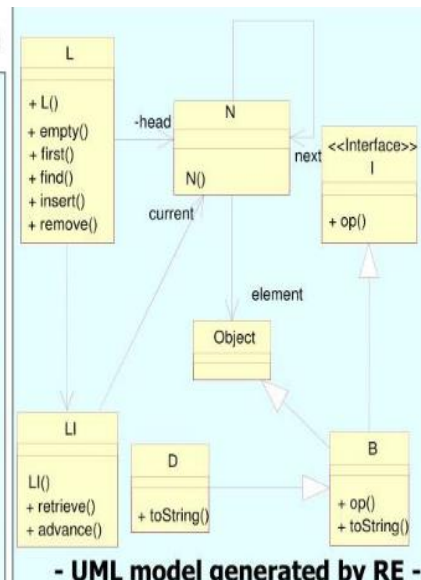 L
+ L()
+ empty()
+ first()
+ find()
+ insert()
+ remove()
-head
N
N()
next
<<Interface>>
I
+ op()
current
element
Object
LI
LI()
+ retrieve()
+ advance()
D
+ toString()
B
+ op()
+ toString()
- UML model generated by RE -